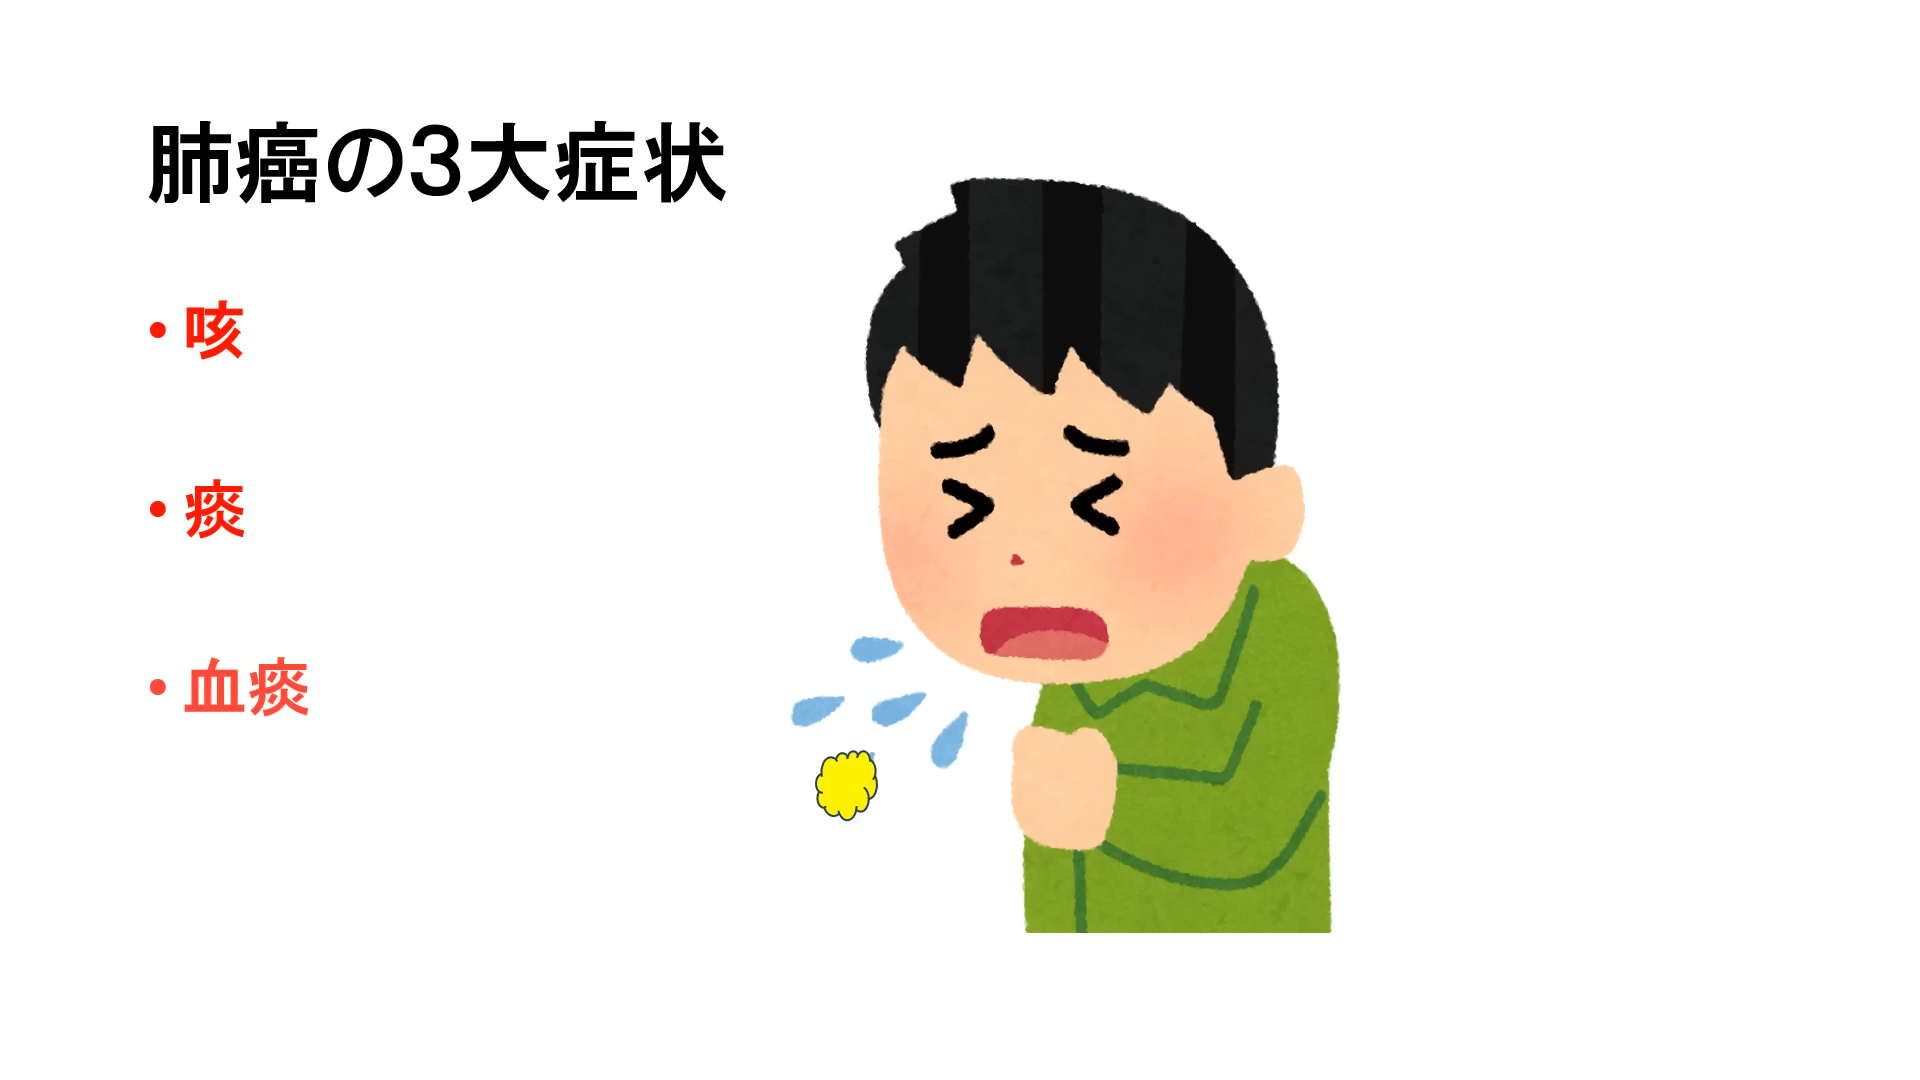 肺癌の3大症状
• 咳
• 痰
• 血痰